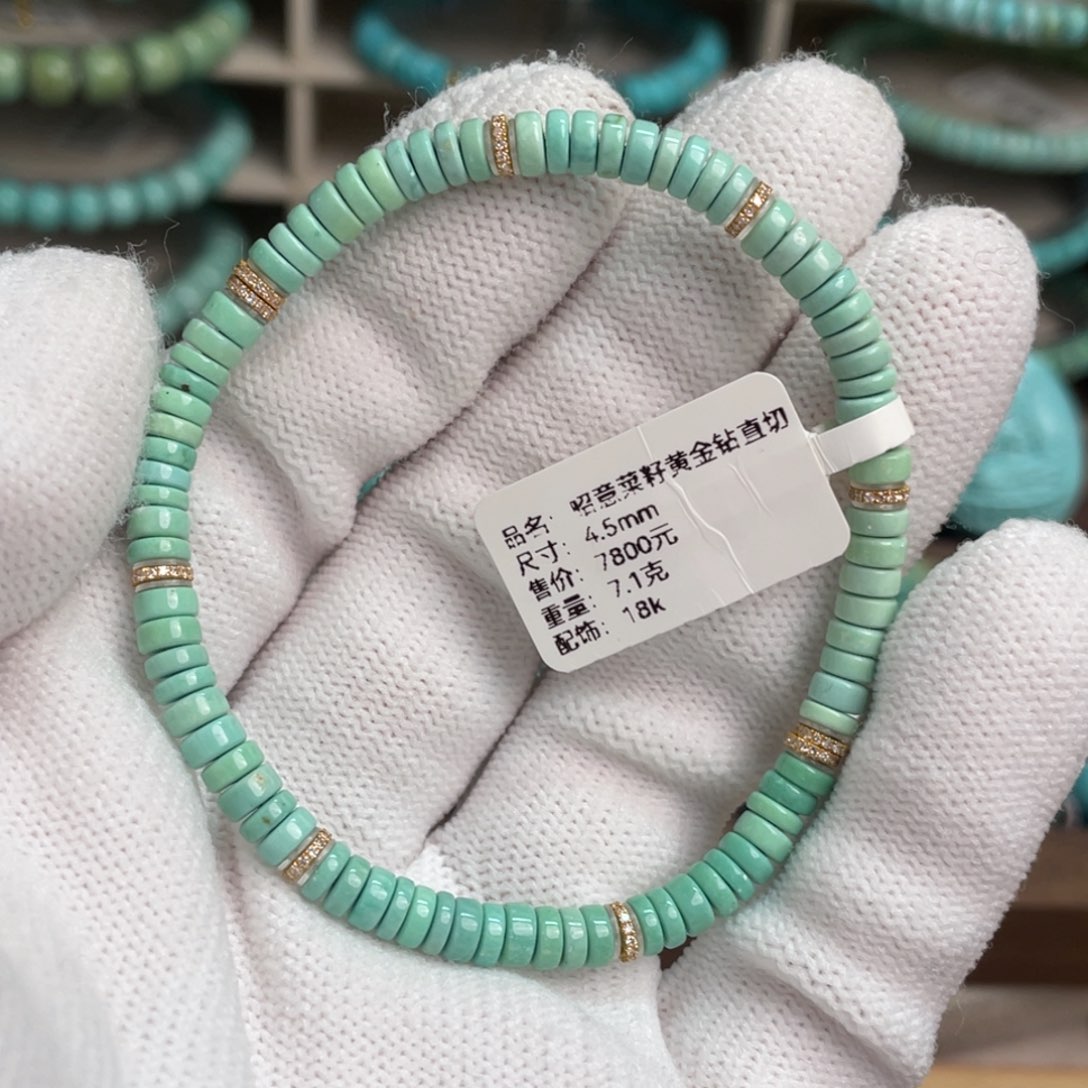 品名: 昭意菜籽黄金钻直切
尺寸: 4.5mm
售价: 7800元
重量: 7.1克
配饰: 18k